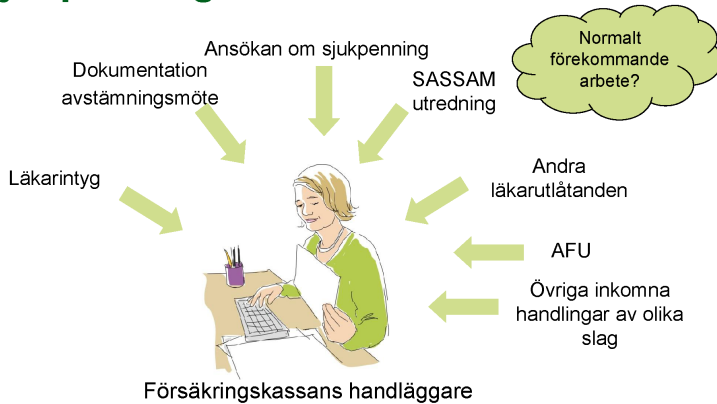 Ansökan om sjukpenning
Dokumentation
avstämningsmöte
SASSAM
utredning
Normalt
förekommande
arbete?
Läkarintyg
Andra
läkarutlåtanden
AFU
Övriga inkomna
handlingar av olika
slag
Försäkringskassans handläggare